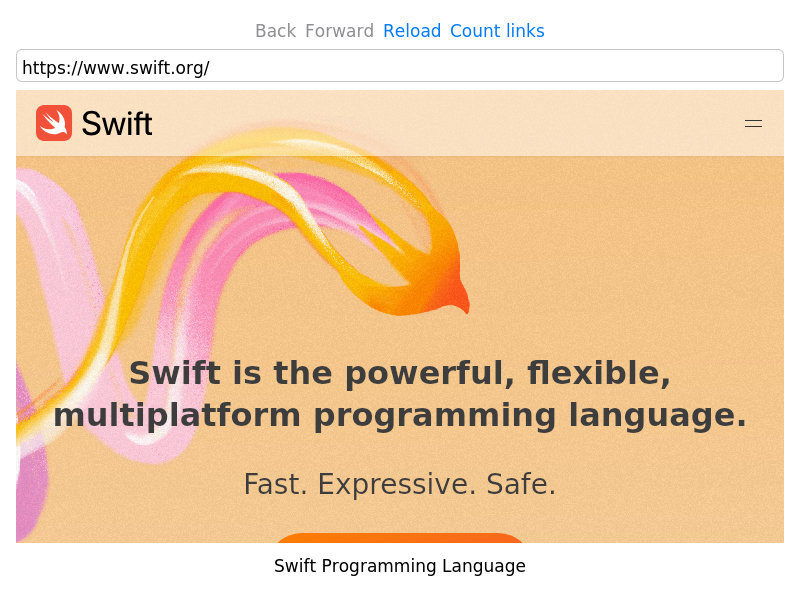 Back Forward Reload Count links
https://www.swift.org/
Swift
Swift is the powerful, flexible,
multiplatform programming language.
Fast. Expressive. Safe.
Swift Programming Language